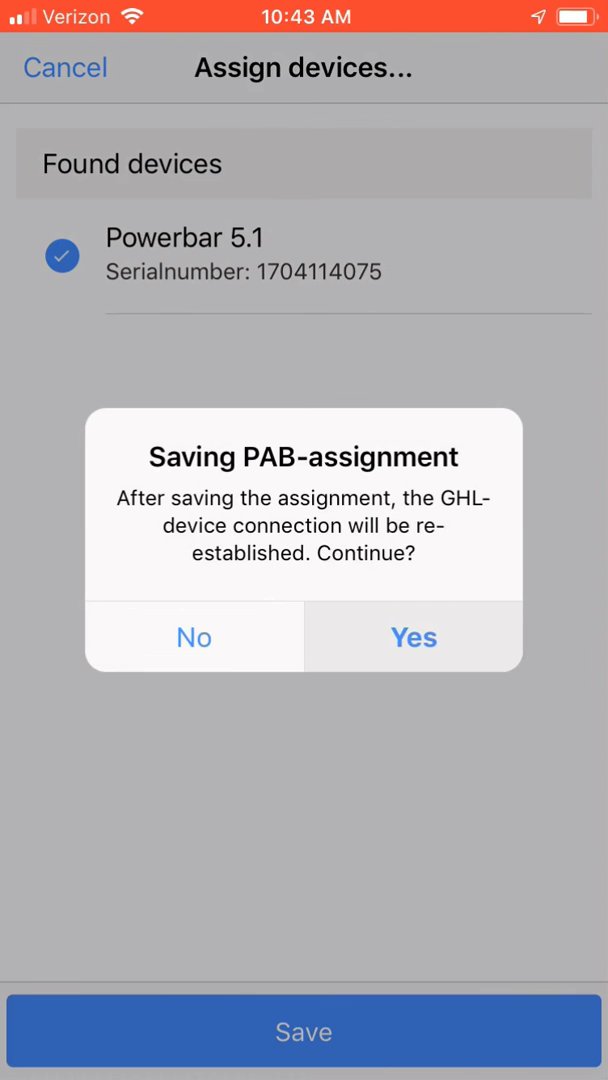 Verizon 10:43 AM
Cancel Assign devices...
Found devices
Powerbar 5.1
Serialnumber: 1704114075
Saving PAB-assignment
After saving the assignment, the GHL-
device connection will be re-
established. Continue?
No Yes
Save